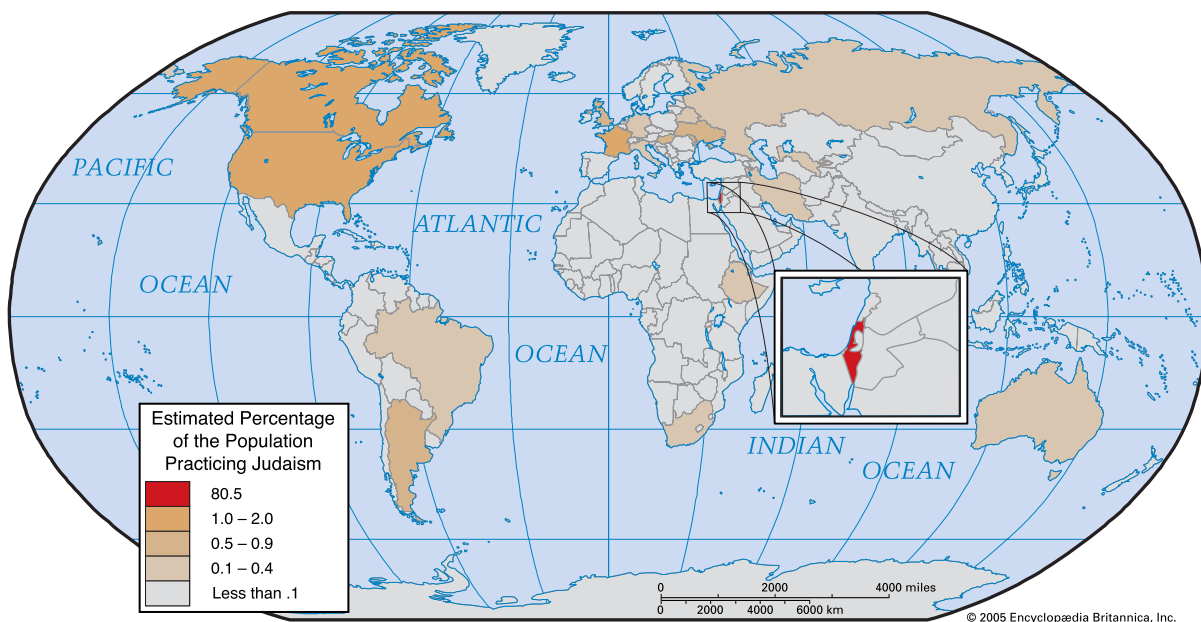 PACIFIC
ATLANTIC
OCEAN
OCEAN
INDIAN
OCEAN
Estimated Percentage
of the Population
Practicing Judaism
80.5
1.0 – 2.0
0.5 – 0.9
0.1 – 0.4
Less than .1
0 2000 4000 miles
0 2000 4000 6000 km
© 2005 Encyclopædia Britannica, Inc.